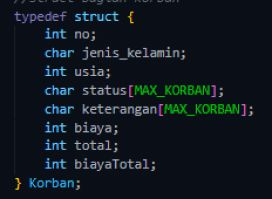 //Struct bagian korban
typedef struct {
int no;
char jenis_kelamin;
int usia;
char status[MAX_KORBAN];
char keterangan[MAX_KORBAN];
int biaya;
int total;
int biayaTotal;
} Korban;